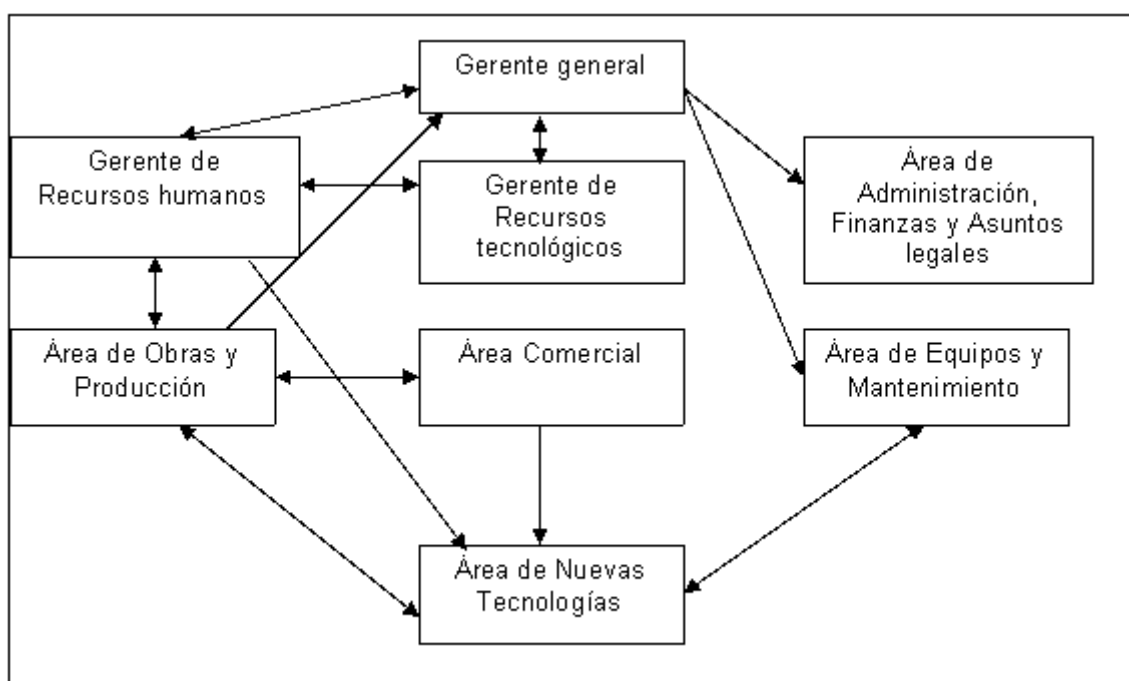 Gerente general
Gerente de
Recursos humanos
Gerente de
Recursos
tecnológicos
Área de
Administración,
Finanzas y Asuntos
legales
Área de Obras y
Producción
Área Comercial
Área de Equipos y
Mantenimiento
Área de Nuevas
Tecnologías